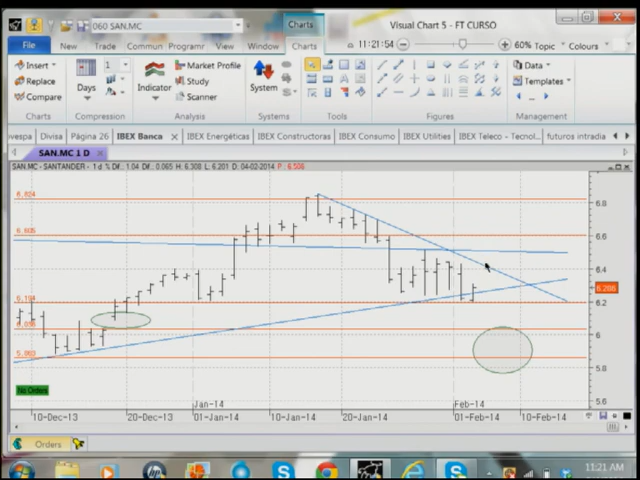 060 SAN.MC
Charts
Visual Chart 5 - FT CURSO
File New Trade Commun Programr View Window Charts 11:21:54 60% Topic Colours
Insert
Replace
Compare
Charts
Days
1
Compression
Indicator
Market Profile
Study
Scanner
Analysis
System
Systems
Tools
Figures
Data
Templates
Management
ovespa Divisa Página 26 IBEX Banca IBEX Energéticas IBEX Constructoras IBEX Consumo IBEX Utilities IBEX Teleco - Tecnol... futuros intradia
SAN.MC 1 D
6.824
6.8
6.605
6.6
6.4
6.194
6.2
6
5.8
5.6
No Orders
Jan-14
Feb-14
10-Dec-13 20-Dec-13 01-Jan-14 10-Jan-14 20-Jan-14 01-Feb-14 10-Feb-14
Orders
11:21 AM